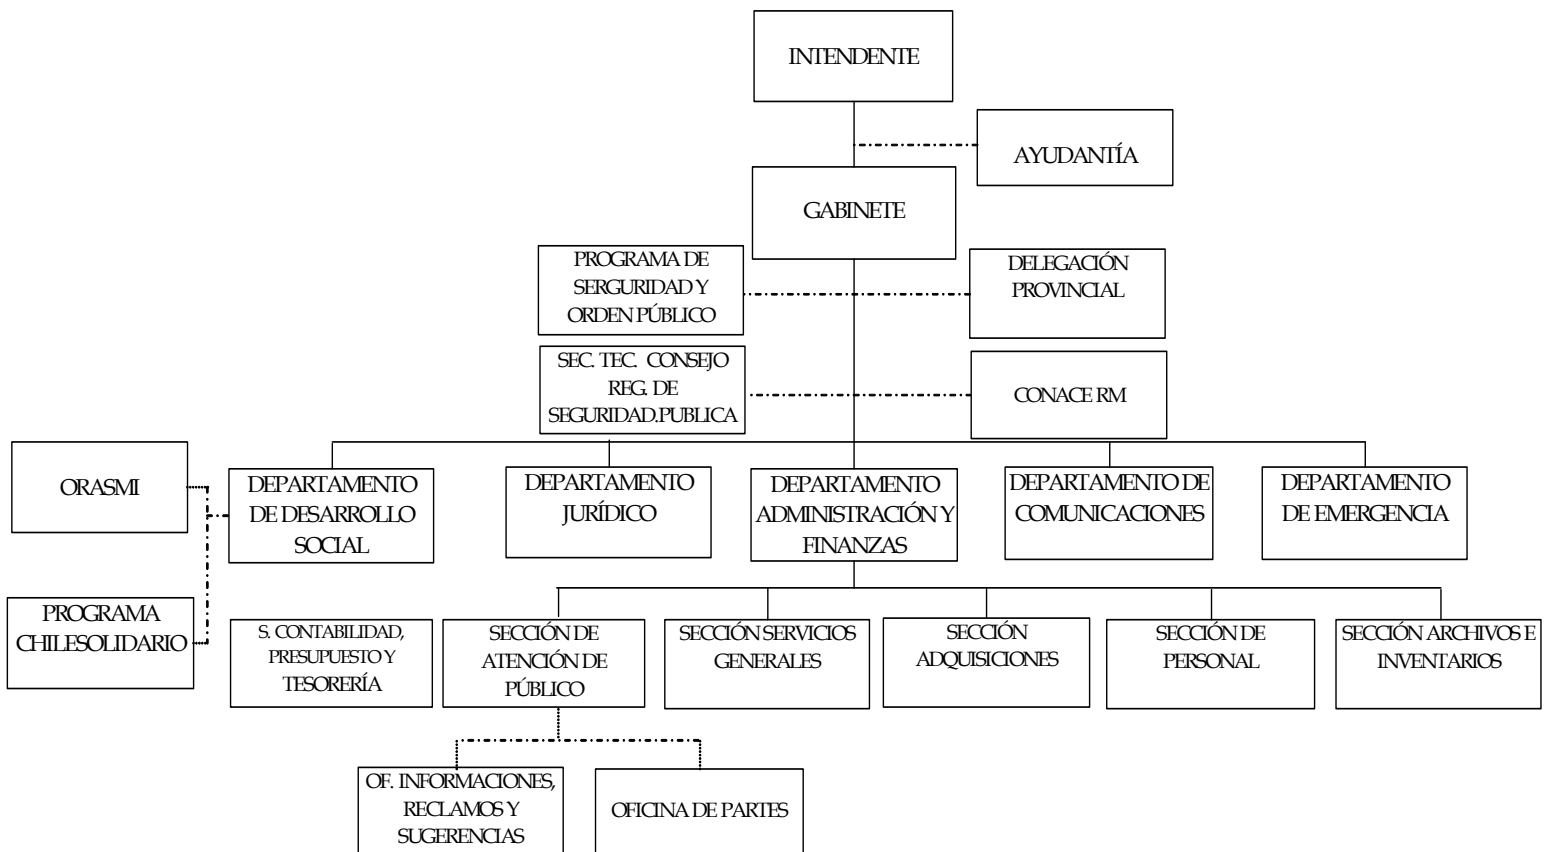 INTENDENTE
AYUDANTÍA
GABINETE
PROGRAMA DE
SERGURIDAD Y
ORDEN PÚBLICO
DELEGACIÓN
PROVINCIAL
SEC. TEC. CONSEJO
REG. DE
SEGURIDAD.PUBLICA
CONACE RM
ORASMI
DEPARTAMENTO
DE DESARROLLO
SOCIAL
DEPARTAMENTO
JURÍDICO
DEPARTAMENTO
ADMINISTRACIÓN Y
FINANZAS
DEPARTAMENTO DE
COMUNICACIONES
DEPARTAMENTO
DE EMERGENCIA
PROGRAMA
CHILESOLIDARIO
S. CONTABILIDAD,
PRESUPUESTO Y
TESORERÍA
SECCIÓN DE
ATENCIÓN DE
PÚBLICO
SECCIÓN SERVICIOS
GENERALES
SECCIÓN
ADQUISICIONES
SECCIÓN DE
PERSONAL
SECCIÓN ARCHIVOS E
INVENTARIOS
OF. INFORMACIONES,
RECLAMOS Y
SUGERENCIAS
OFICINA DE PARTES